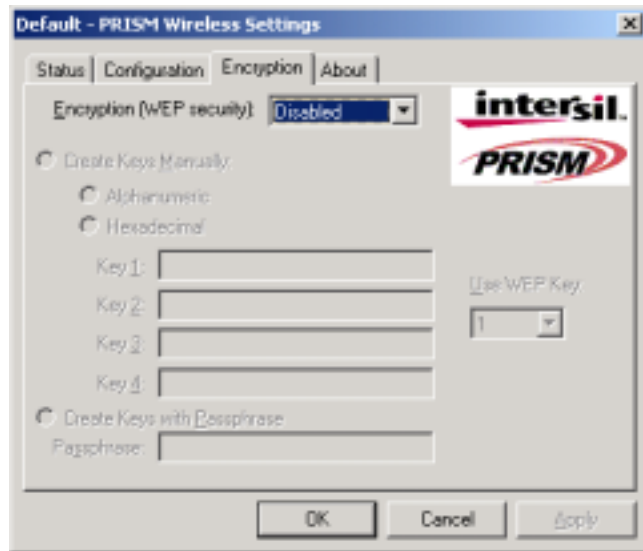 Default - PRISM Wireless Settings
Status Configuration Encryption About
Encryption (WEP security): Disabled
intersil.
PRISM
Create Keys Manually
Alphanumeric
Hexadecimal
Key 1:
Use WEP Key
Key 2:
1
Key 3:
Key 4:
Create Keys with Passphrase
Passphrase:
OK Cancel Apply